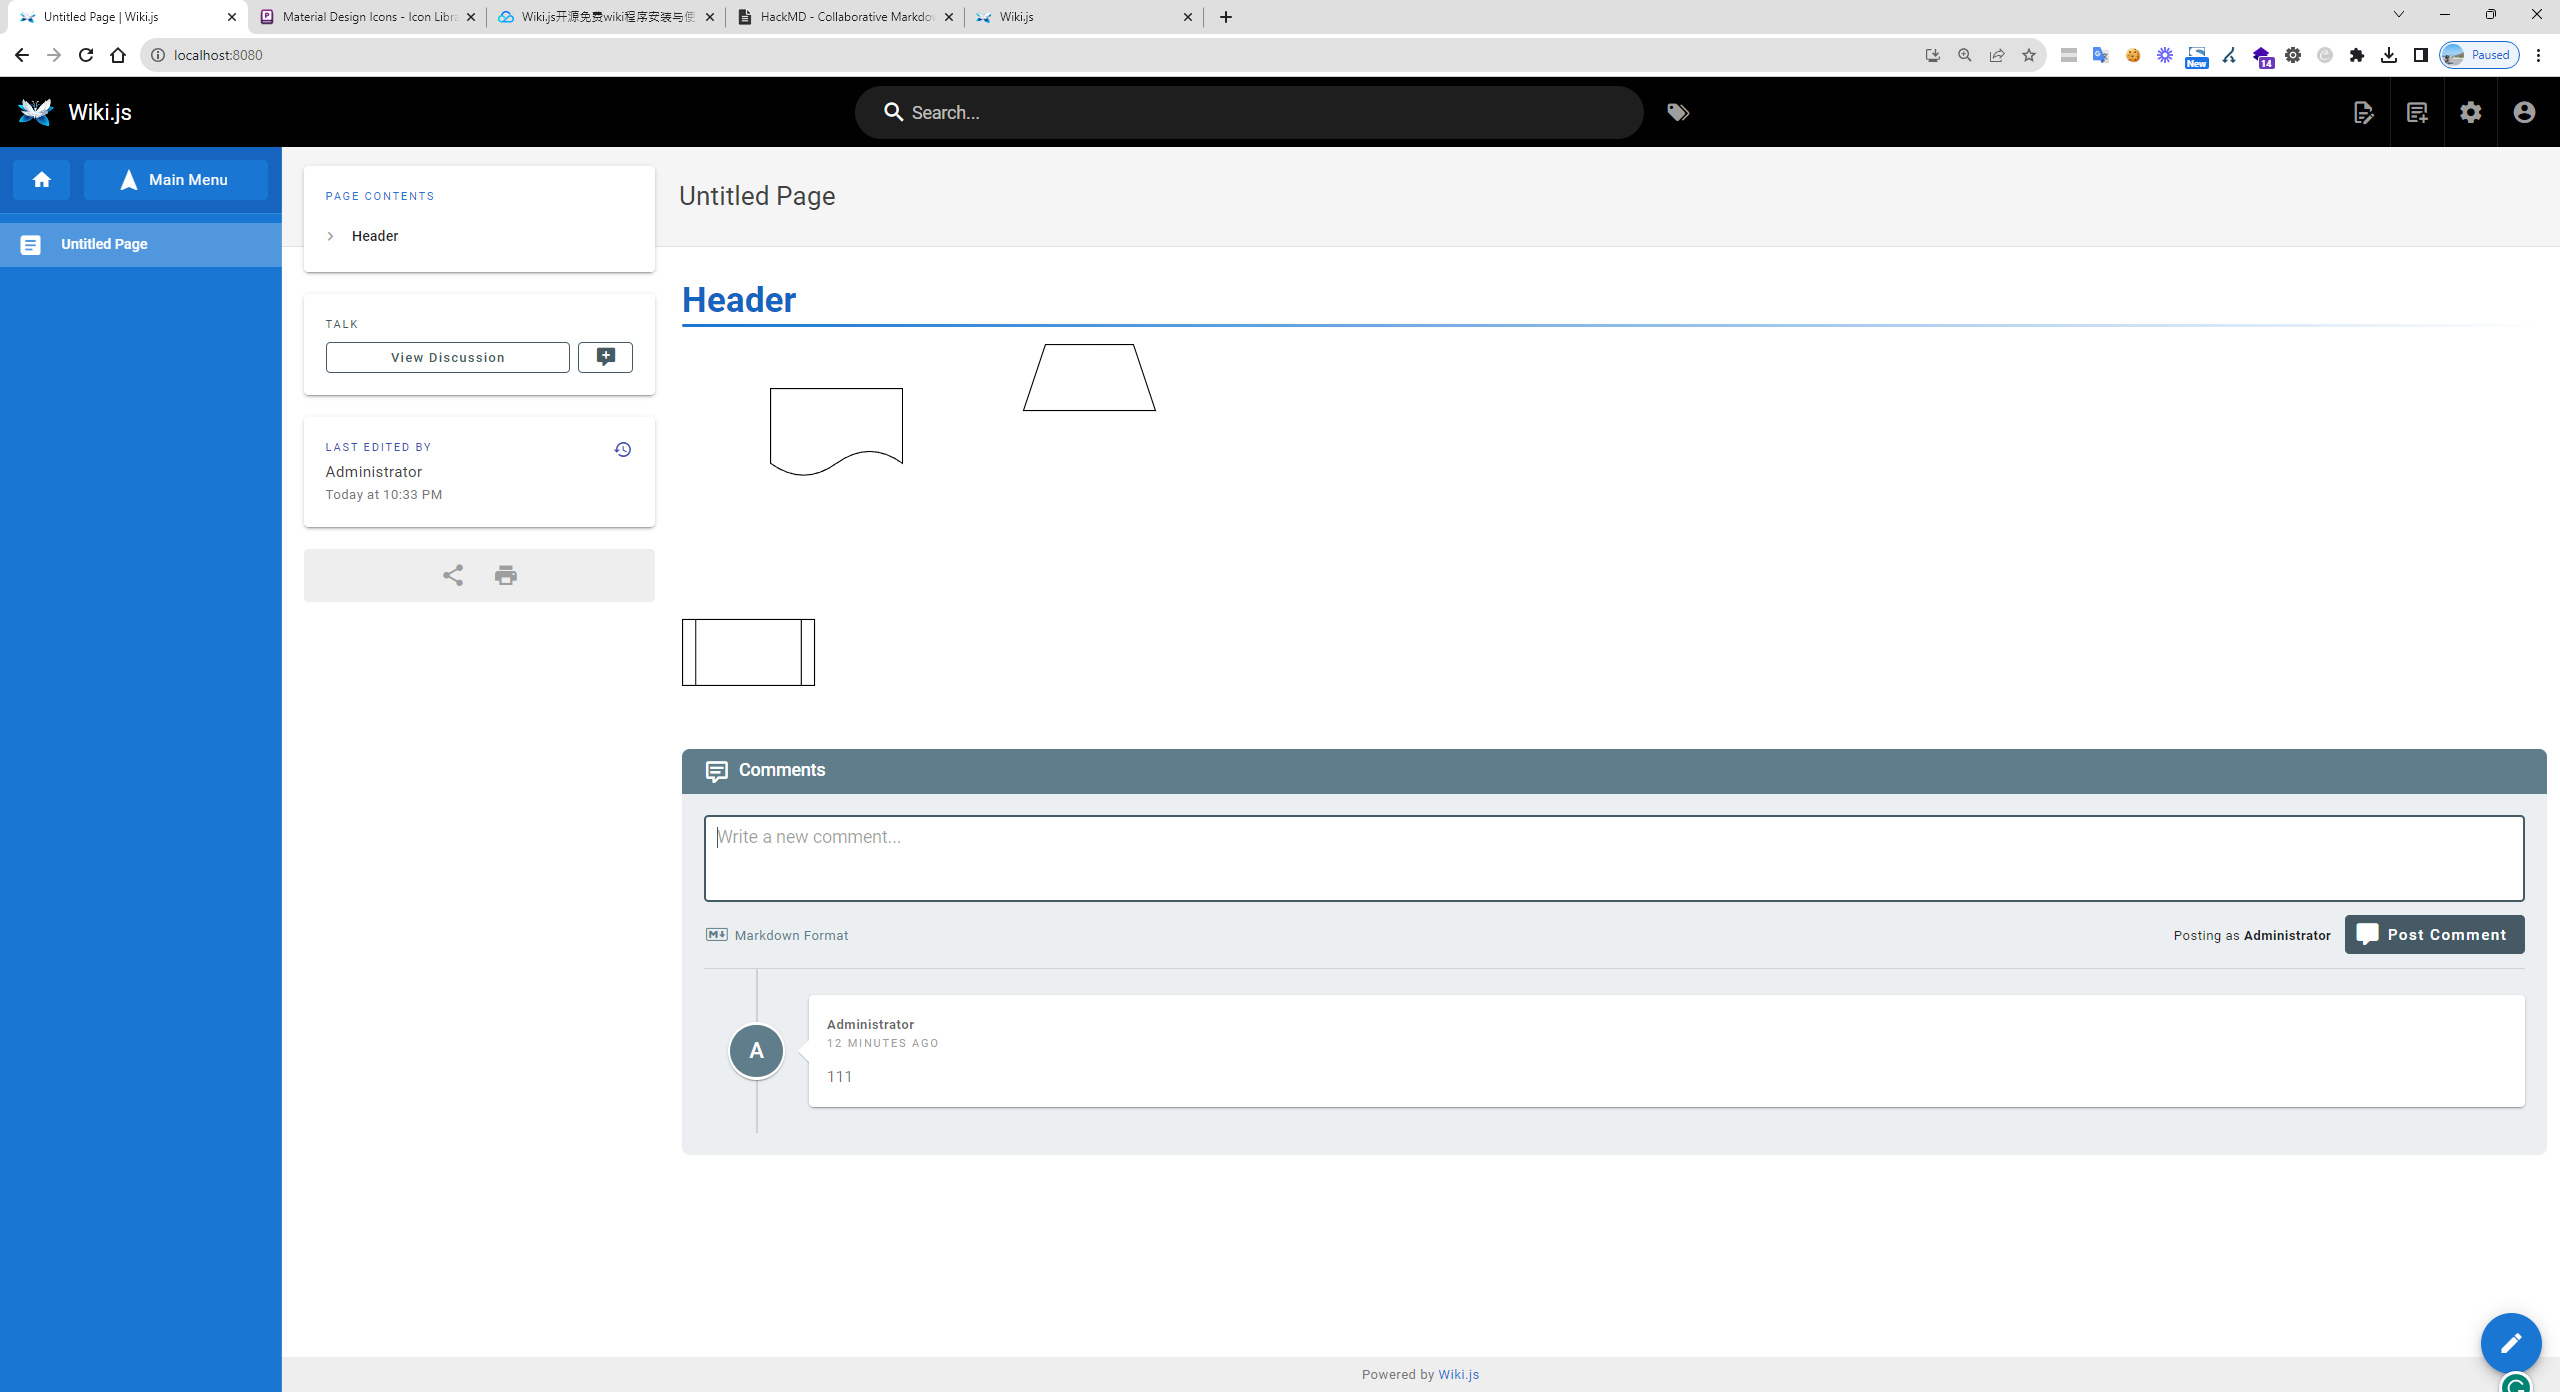 Untitled Page | Wiki.js
Material Design Icons - Icon Libra
Wiki.js开源免费wiki程序安装与使
HackMD - Collaborative Markdo
Wiki.js
localhost:8080
New
14
Paused
Wiki.js
Search...
Main Menu
Untitled Page
PAGE CONTENTS
Header
TALK
View Discussion
LAST EDITED BY
Administrator
Today at 10:33 PM
Untitled Page
Header
Comments
Write a new comment...
Markdown Format
Posting as Administrator
Post Comment
A
Administrator
12 MINUTES AGO
111
Powered by Wiki.js